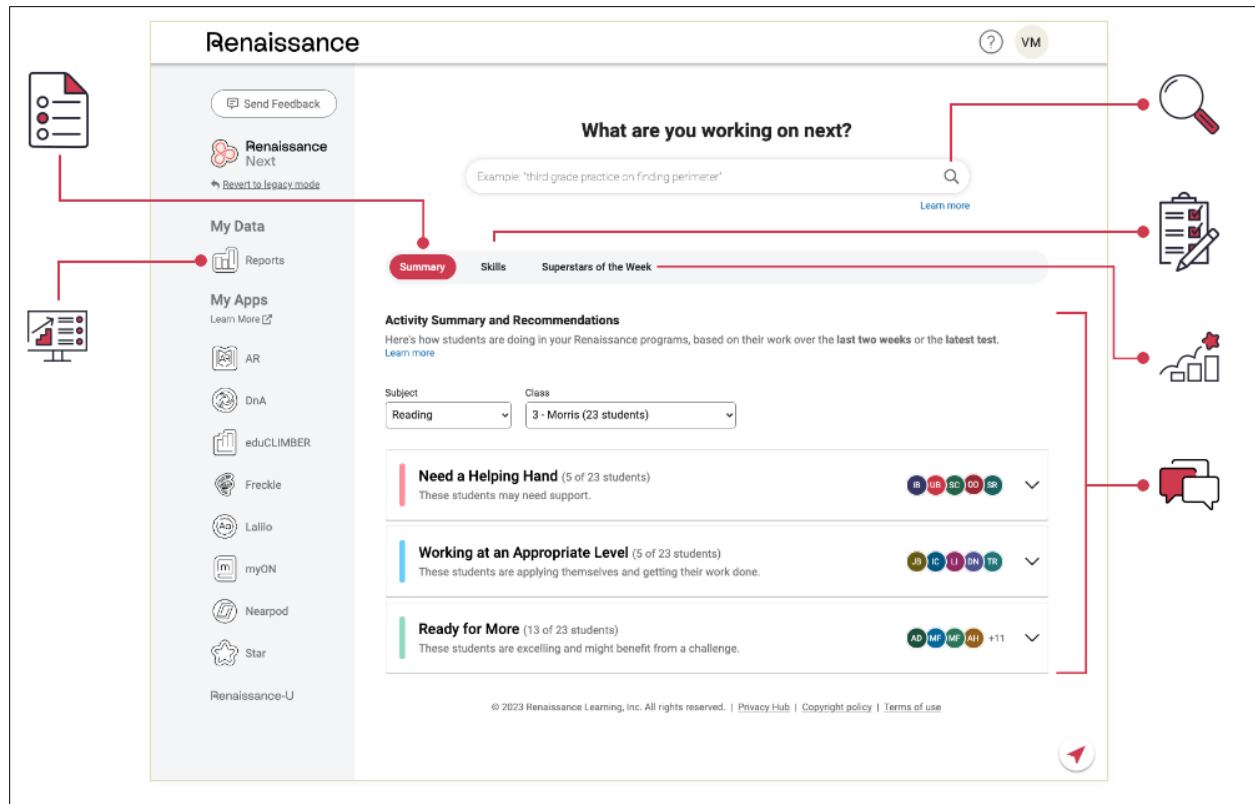 Renaissance
?
VM
Send Feedback
Renaissance
Next
Revert to legacy mode
My Data
Reports
My Apps
Learn More
AR
DnA
eduCLIMBER
Freckle
Aa
Lalilo
m
myON
Nearpod
Star
Renaissance-U
What are you working on next?
Example: "third grade practice on finding perimeter"
Learn more
Summary Skills Superstars of the Week
Activity Summary and Recommendations
Here's how students are doing in your Renaissance programs, based on their work over the last two weeks or the latest test.
Learn more
Subject Class
Reading 3 - Morris (23 students)
Need a Helping Hand (5 of 23 students)
These students may need support.
IB UB SC OD SR
Working at an Appropriate Level (5 of 23 students)
These students are applying themselves and getting their work done.
JB IC LI DN TR
Ready for More (13 of 23 students)
These students are excelling and might benefit from a challenge.
AD MF MF AH +11
© 2023 Renaissance Learning, Inc. All rights reserved. | Privacy Hub | Copyright policy | Terms of use